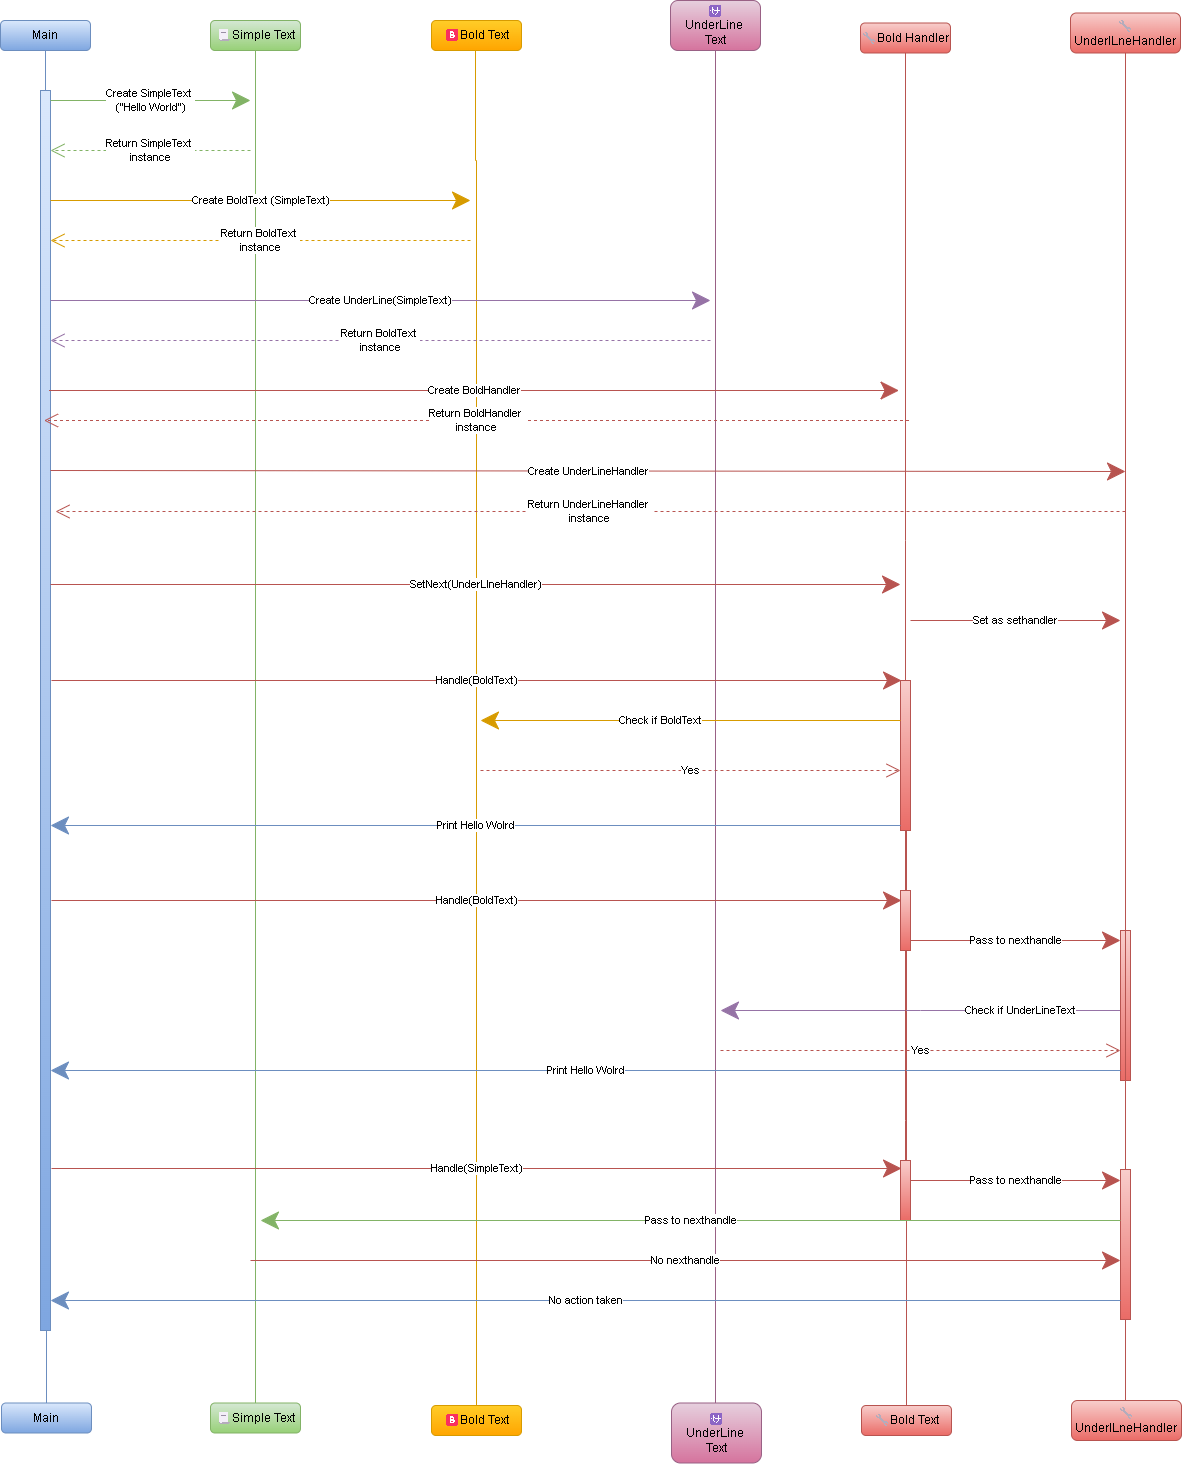 Main
Simple Text
B Bold Text
UnderLine
Text
Bold Handler
UnderlLneHandler
Create SimpleText
("Hello World")
Return SimpleText
instance
Create BoldText (SimpleText)
Return BoldText
instance
Create UnderLine(SimpleText)
Return BoldText
instance
Create BoldHandler
Return BoldHandler
instance
Create UnderLineHandler
Return UnderLineHandler
instance
SetNext(UnderLIneHandler)
Set as sethandler
Handle(BoldText)
Check if BoldText
Yes
Print Hello Wolrd
Handle(BoldText)
Pass to nexthandle
Check if UnderLineText
Yes
Print Hello Wolrd
Handle(SimpleText)
Pass to nexthandle
Pass to nexthandle
No nexthandle
No action taken
Main
Simple Text
B Bold Text
UnderLine
Text
Bold Text
UnderlLneHandler